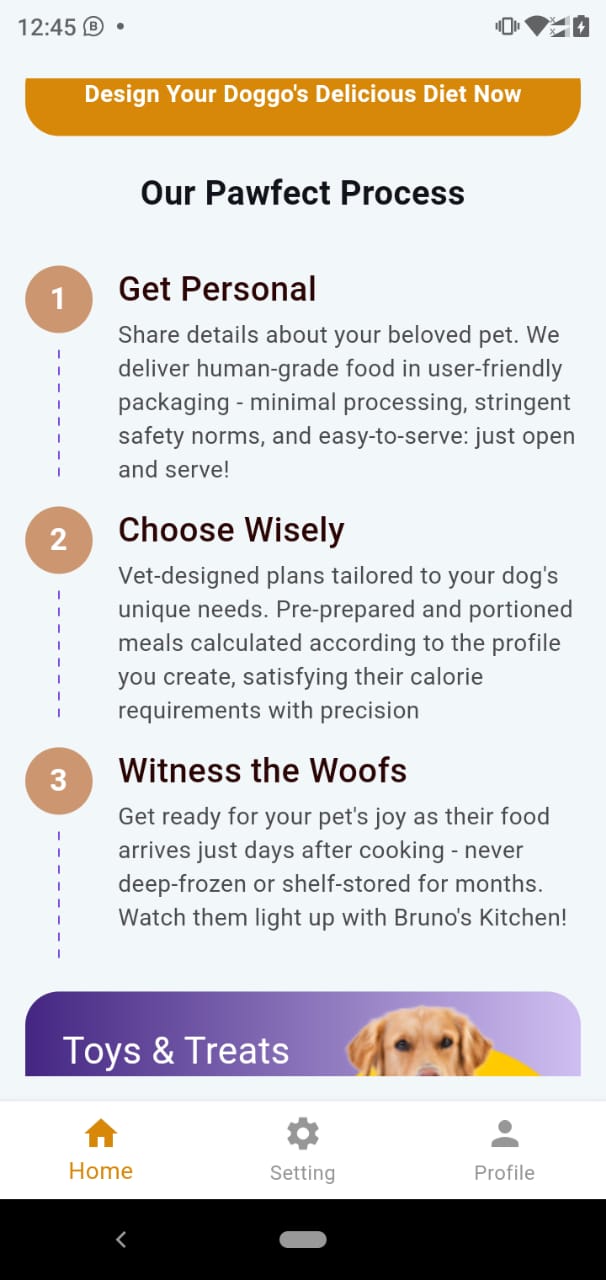 12:45
Design Your Doggo's Delicious Diet Now
Our Pawfect Process
1
Get Personal
Share details about your beloved pet. We
deliver human-grade food in user-friendly
packaging - minimal processing, stringent
safety norms, and easy-to-serve: just open
and serve!
2
Choose Wisely
Vet-designed plans tailored to your dog's
unique needs. Pre-prepared and portioned
meals calculated according to the profile
you create, satisfying their calorie
requirements with precision
3
Witness the Woofs
Get ready for your pet's joy as their food
arrives just days after cooking - never
deep-frozen or shelf-stored for months.
Watch them light up with Bruno's Kitchen!
Toys & Treats
Home
Setting
Profile